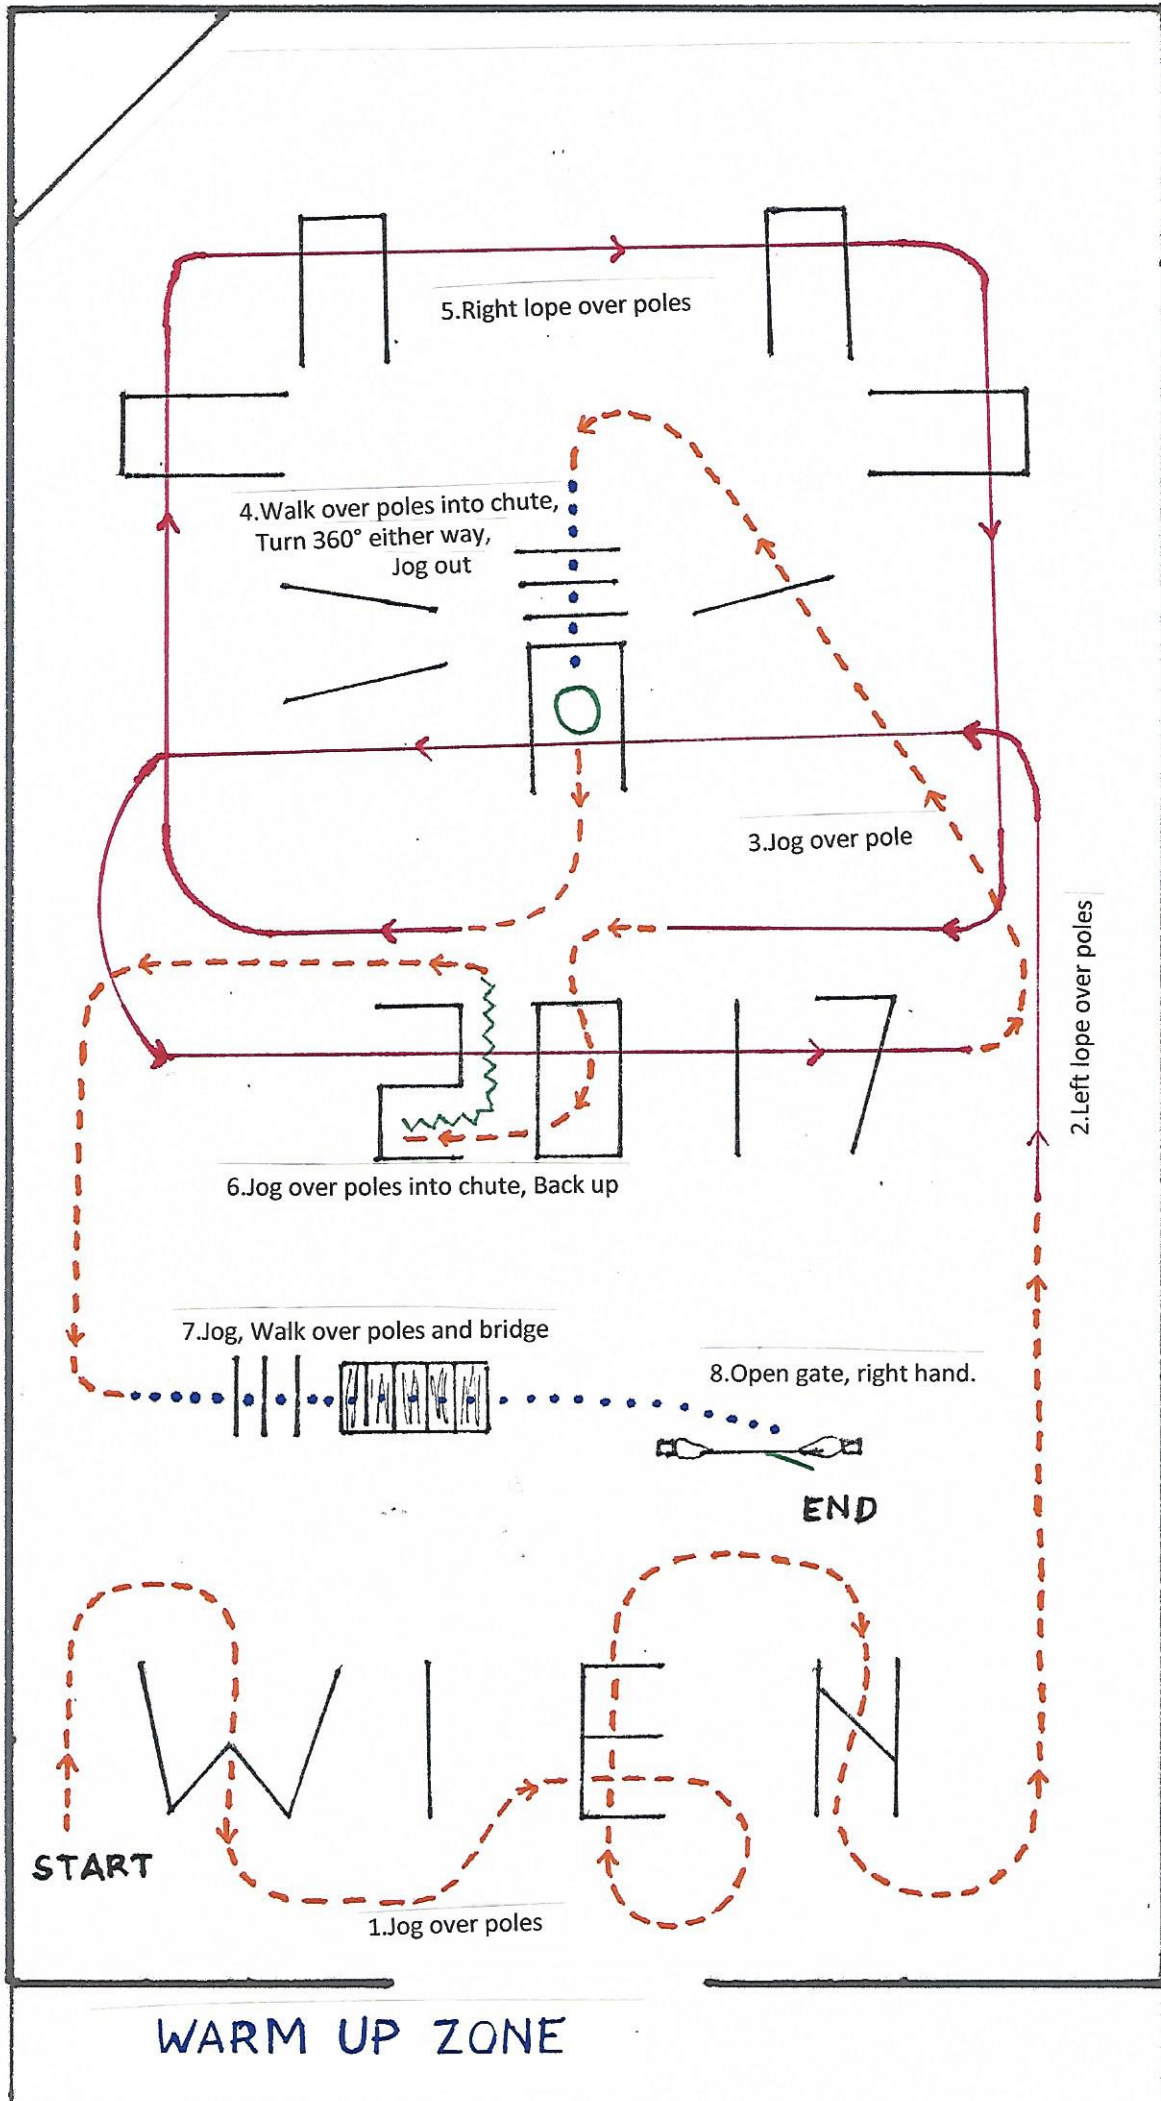 5.Right lope over poles
4.Walk over poles into chute,
Turn 360° either way,
Jog out
3.Jog over pole
2.Left lope over poles
2017
6.Jog over poles into chute, Back up
7.Jog, Walk over poles and bridge
8.Open gate, right hand.
END
WIEN
START
1.Jog over poles
WARM UP ZONE